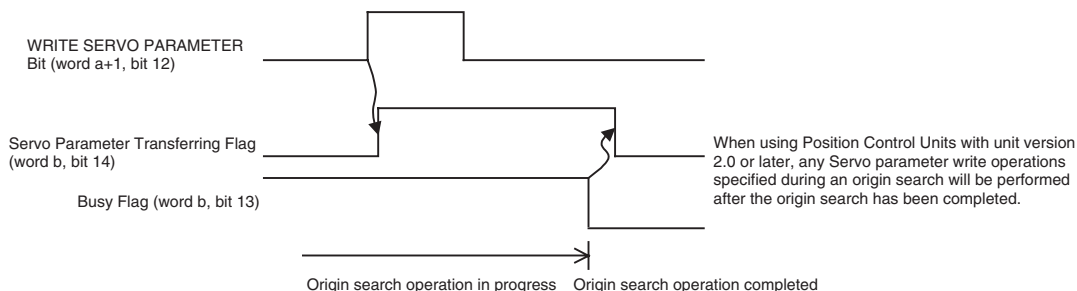 WRITE SERVO PARAMETER
Bit (word a+1, bit 12)
Servo Parameter Transferring Flag
(word b, bit 14)
Busy Flag (word b, bit 13)
When using Position Control Units with unit version
2.0 or later, any Servo parameter write operations
specified during an origin search will be performed
after the origin search has been completed.
Origin search operation in progress
Origin search operation completed